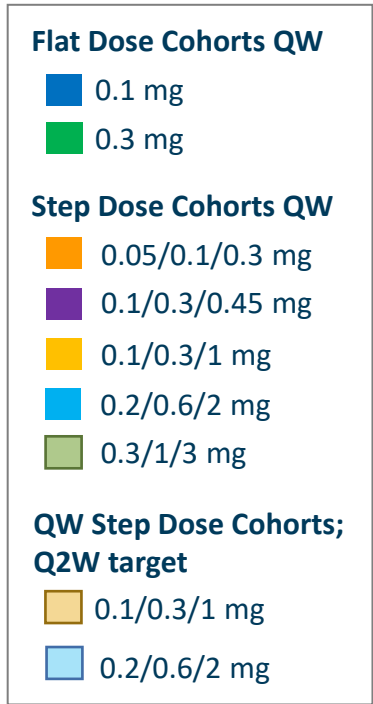 Flat Dose Cohorts QW
0.1 mg
0.3 mg
Step Dose Cohorts QW
0.05/0.1/0.3 mg
0.1/0.3/0.45 mg
0.1/0.3/1 mg
0.2/0.6/2 mg
0.3/1/3 mg
QW Step Dose Cohorts;
Q2W target
0.1/0.3/1 mg
0.2/0.6/2 mg